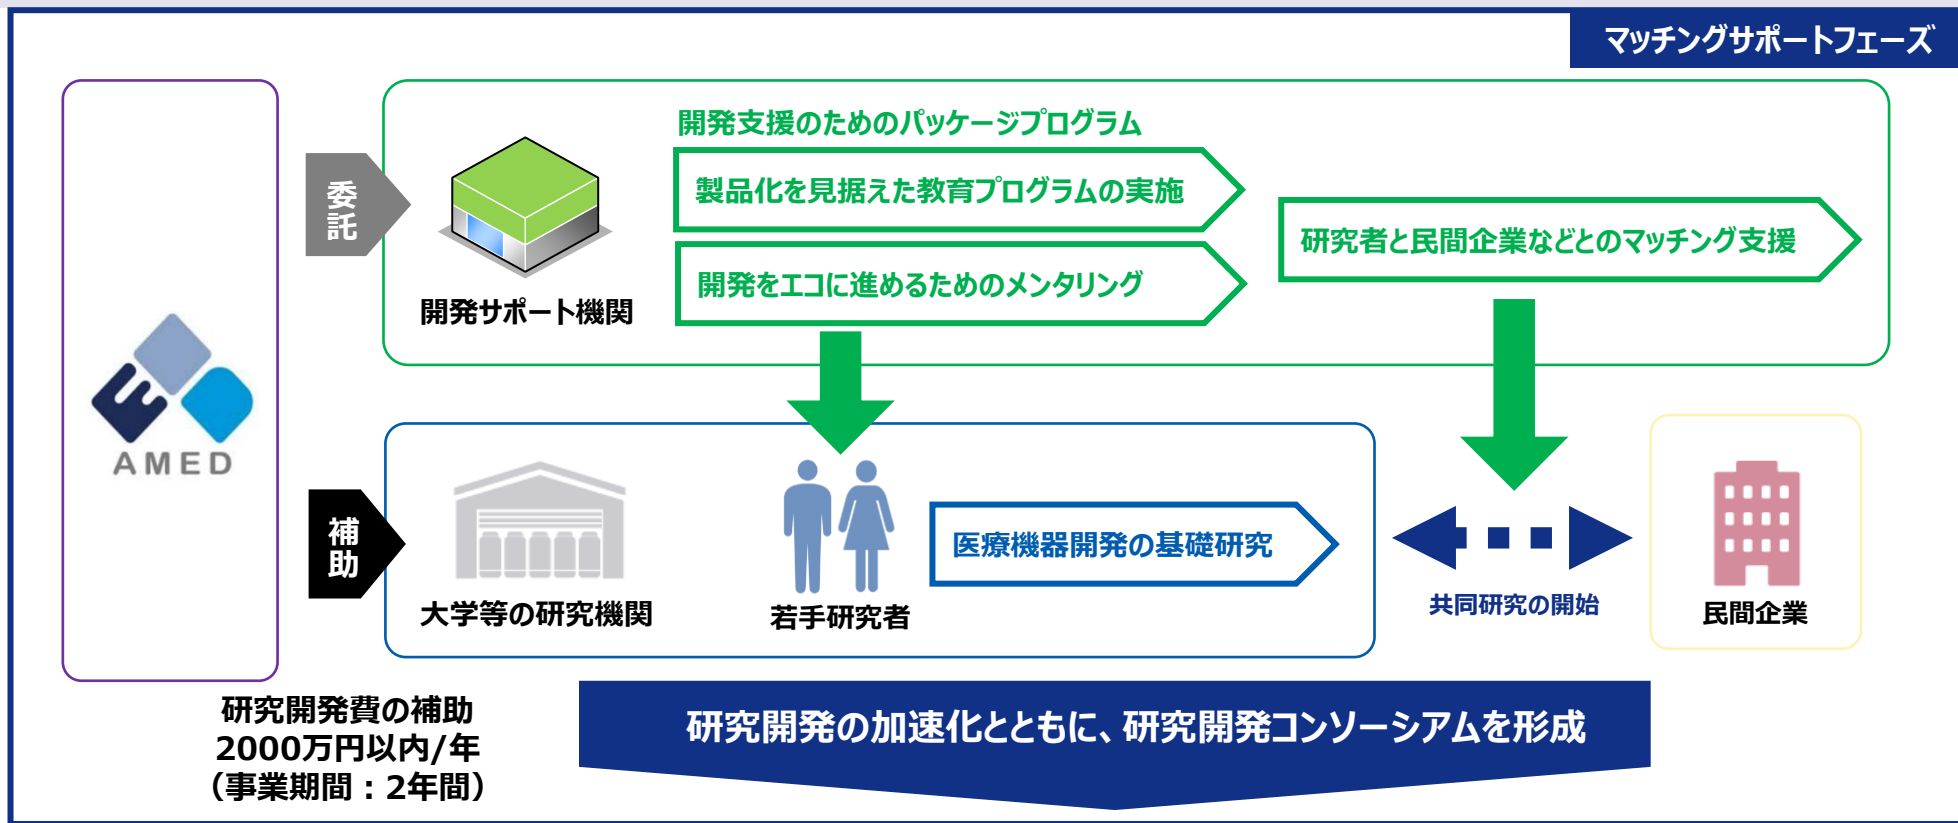 マッチングサポートフェーズ
委託
開発サポート機関
開発支援のためのパッケージプログラム
製品化を見据えた教育プログラムの実施
開発をエコに進めるためのメンタリング
研究者と民間企業などとのマッチング支援
AMED
補助
大学等の研究機関
若手研究者
医療機器開発の基礎研究
共同研究の開始
民間企業
研究開発費の補助
2000万円以内/年
（事業期間：2年間）
研究開発の加速化とともに、研究開発コンソーシアムを形成